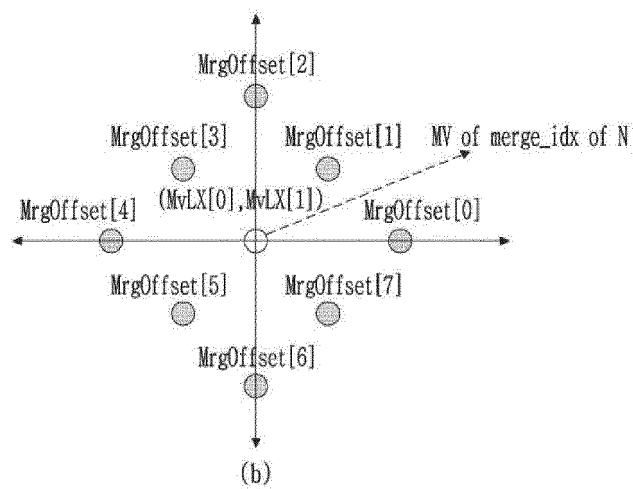 MrgOffset[2]
MrgOffset[3]
MrgOffset[1]
MV of merge_idx of N
(MvLX[0],MvLX[1])
MrgOffset[4]
MrgOffset[0]
MrgOffset[5]
MrgOffset[7]
MrgOffset[6]
(b)